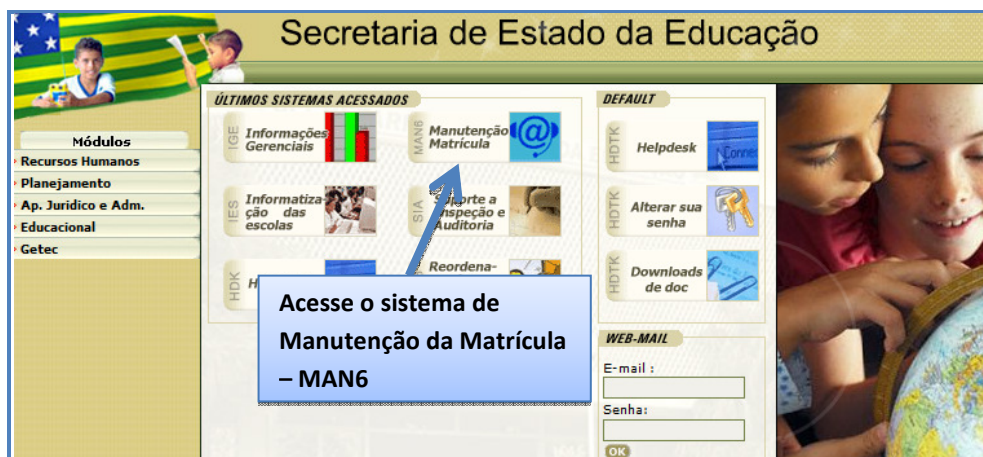 Secretaria de Estado da Educação
Módulos
Recursos Humanos
Planejamento
Ap. Juridico e Adm.
Educacional
Getec
ÚLTIMOS SISTEMAS ACESSADOS
IGE
Informações
Gerenciais
MAN6
Manutenção
Matrícula
IES
Informatiza-
ção das
escolas
SIA
Suporte a
Inspeção e
Auditoria
HDK
H
Reordena-
Acesse o sistema de
Manutenção da Matrícula
– MAN6
DEFAULT
HDTK
Helpdesk
HDTK
Alterar sua
senha
HDTK
Downloads
de doc
WEB-MAIL
E-mail :
Senha:
OK